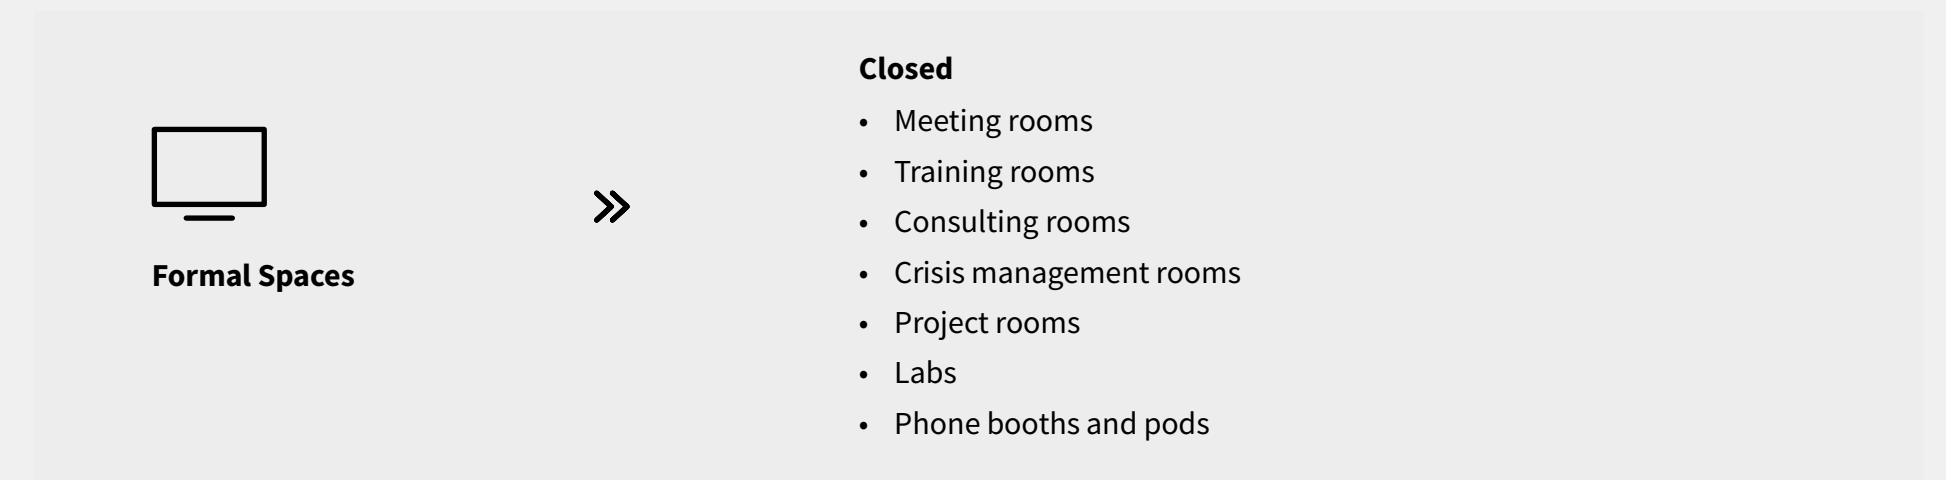 Formal Spaces
Closed
• Meeting rooms
• Training rooms
• Consulting rooms
• Crisis management rooms
• Project rooms
• Labs
• Phone booths and pods